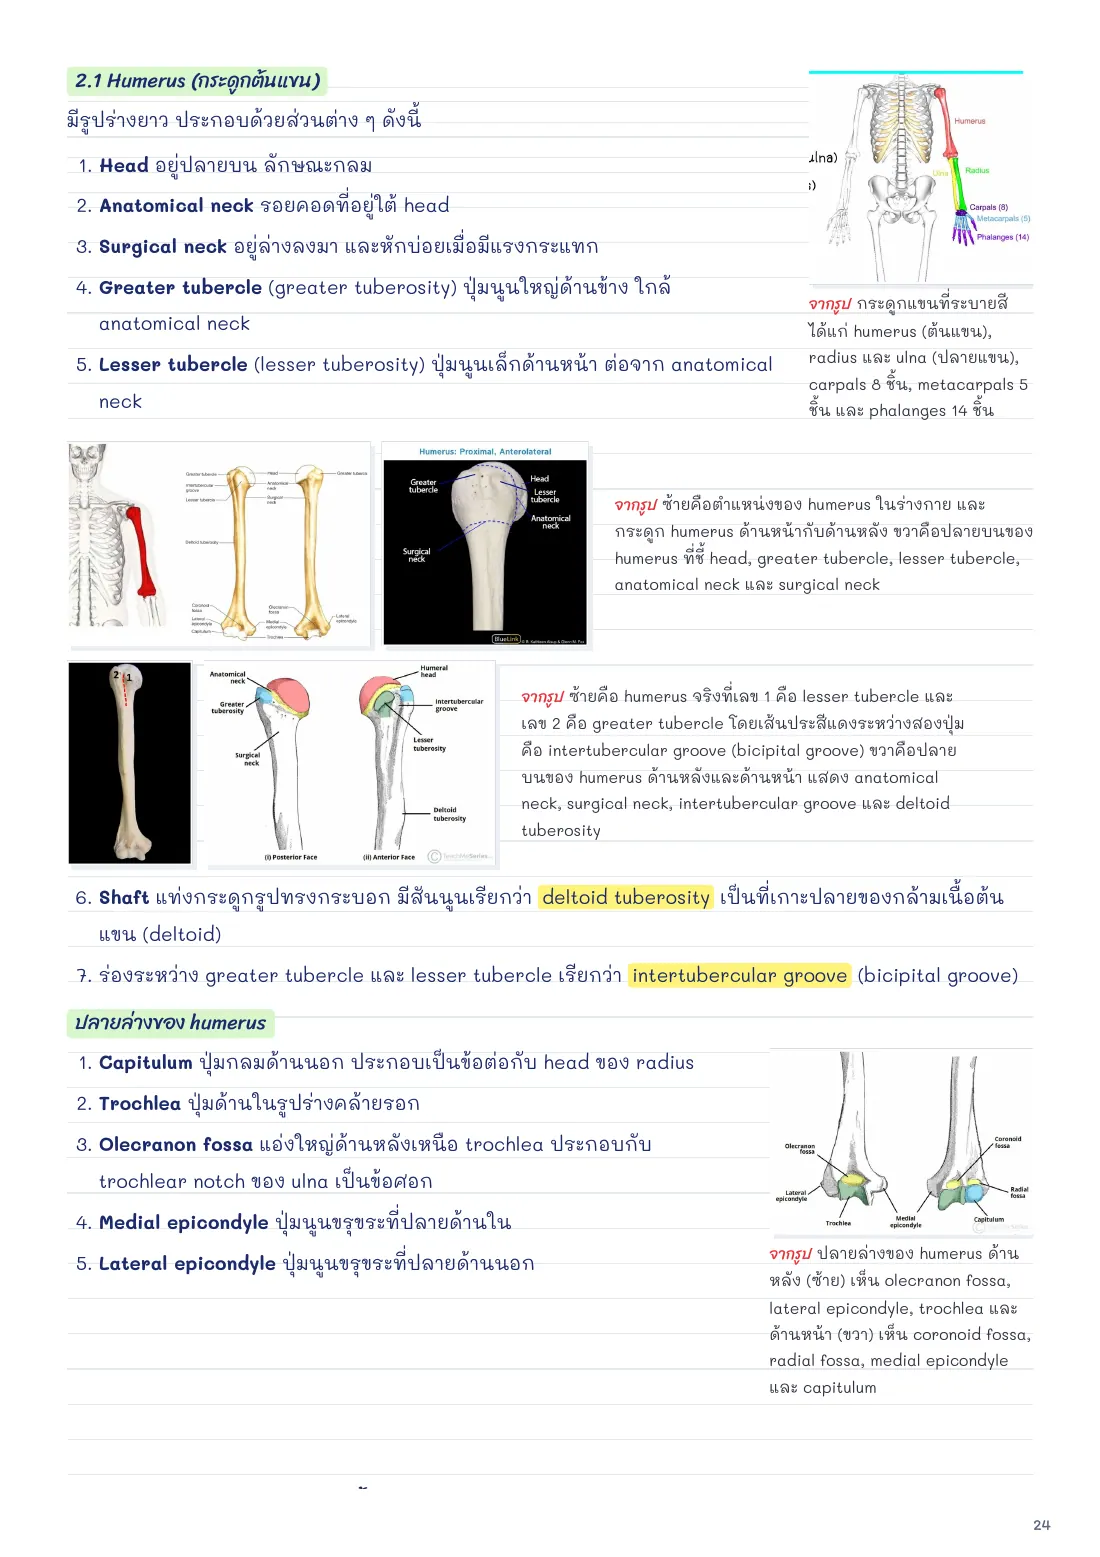 2.1 Humerus (กระดูกต้นแขน)
มีรูปร่างยาว ประกอบด้วยส่วนต่าง ๆ ดังนี้
1. Head อยู่ปลายบน ลักษณะกลม
2. Anatomical neck รอยคอดที่อยู่ใต้ head
3. Surgical neck อยู่ล่างลงมา และหักบ่อยเมื่อมีแรงกระแทก
4. Greater tubercle (greater tuberosity) ปุ่มนูนใหญ่ด้านข้าง ใกล้
anatomical neck
5. Lesser tubercle (lesser tuberosity) ปุ่มนูนเล็กด้านหน้า ต่อจาก anatomical
neck
Humerus
ulna)
Ulna
Radius
s)
Carpals (8)
Metacarpals (5)
Phalanges (14)
จากรูป กระดูกแขนที่ระบายสี
ได้แก่ humerus (ต้นแขน),
radius และ ulna (ปลายแขน),
carpals 8 ชิ้น, metacarpals 5
ชิ้น และ phalanges 14 ชิ้น
Greater tubercle
Intertubercular groove
Lesser tubercle
Deltoid tuberosity
Coronoid fossa
Lateral epicondyle
Capitulum
Head
Anatomical neck
Surgical neck
Olecranon fossa
Medial epicondyle
Trochlea
Greater tubercle
Lateral epicondyle
Humerus: Proximal, Anterolateral
Greater tubercle
Head
Lesser tubercle
Anatomical neck
Surgical neck
BlueLink
จากรูป ซ้ายคือตำแหน่งของ humerus ในร่างกาย และ
กระดูก humerus ด้านหน้ากับด้านหลัง ขวาคือปลายบนของ
humerus ที่ชี้ head, greater tubercle, lesser tubercle,
anatomical neck และ surgical neck
2 1
Anatomical neck
Greater tuberosity
Surgical neck
Humeral head
Intertubercular groove
Lesser tuberosity
Deltoid tuberosity
(i) Posterior Face
(ii) Anterior Face
© TeachMeSeries
จากรูป ซ้ายคือ humerus จริงที่เลข 1 คือ lesser tubercle และ
เลข 2 คือ greater tubercle โดยเส้นประสีแดงระหว่างสองปุ่ม
คือ intertubercular groove (bicipital groove) ขวาคือปลาย
บนของ humerus ด้านหลังและด้านหน้า แสดง anatomical
neck, surgical neck, intertubercular groove และ deltoid
tuberosity
6. Shaft แท่งกระดูกรูปทรงกระบอก มีสันนูนเรียกว่า deltoid tuberosity เป็นที่เกาะปลายของกล้ามเนื้อต้น
แขน (deltoid)
7. ร่องระหว่าง greater tubercle และ lesser tubercle เรียกว่า intertubercular groove (bicipital groove)
ปลายล่างของ humerus
1. Capitulum ปุ่มกลมด้านนอก ประกอบเป็นข้อต่อกับ head ของ radius
2. Trochlea ปุ่มด้านในรูปร่างคล้ายรอก
3. Olecranon fossa แอ่งใหญ่ด้านหลังเหนือ trochlea ประกอบกับ
trochlear notch ของ ulna เป็นข้อศอก
4. Medial epicondyle ปุ่มนูนขรุขระที่ปลายด้านใน
5. Lateral epicondyle ปุ่มนูนขรุขระที่ปลายด้านนอก
Olecranon fossa
Lateral epicondyle
Trochlea
Medial epicondyle
Coronoid fossa
Radial fossa
Capitulum
จากรูป ปลายล่างของ humerus ด้าน
หลัง (ซ้าย) เห็น olecranon fossa,
lateral epicondyle, trochlea และ
ด้านหน้า (ขวา) เห็น coronoid fossa,
radial fossa, medial epicondyle
และ capitulum
24